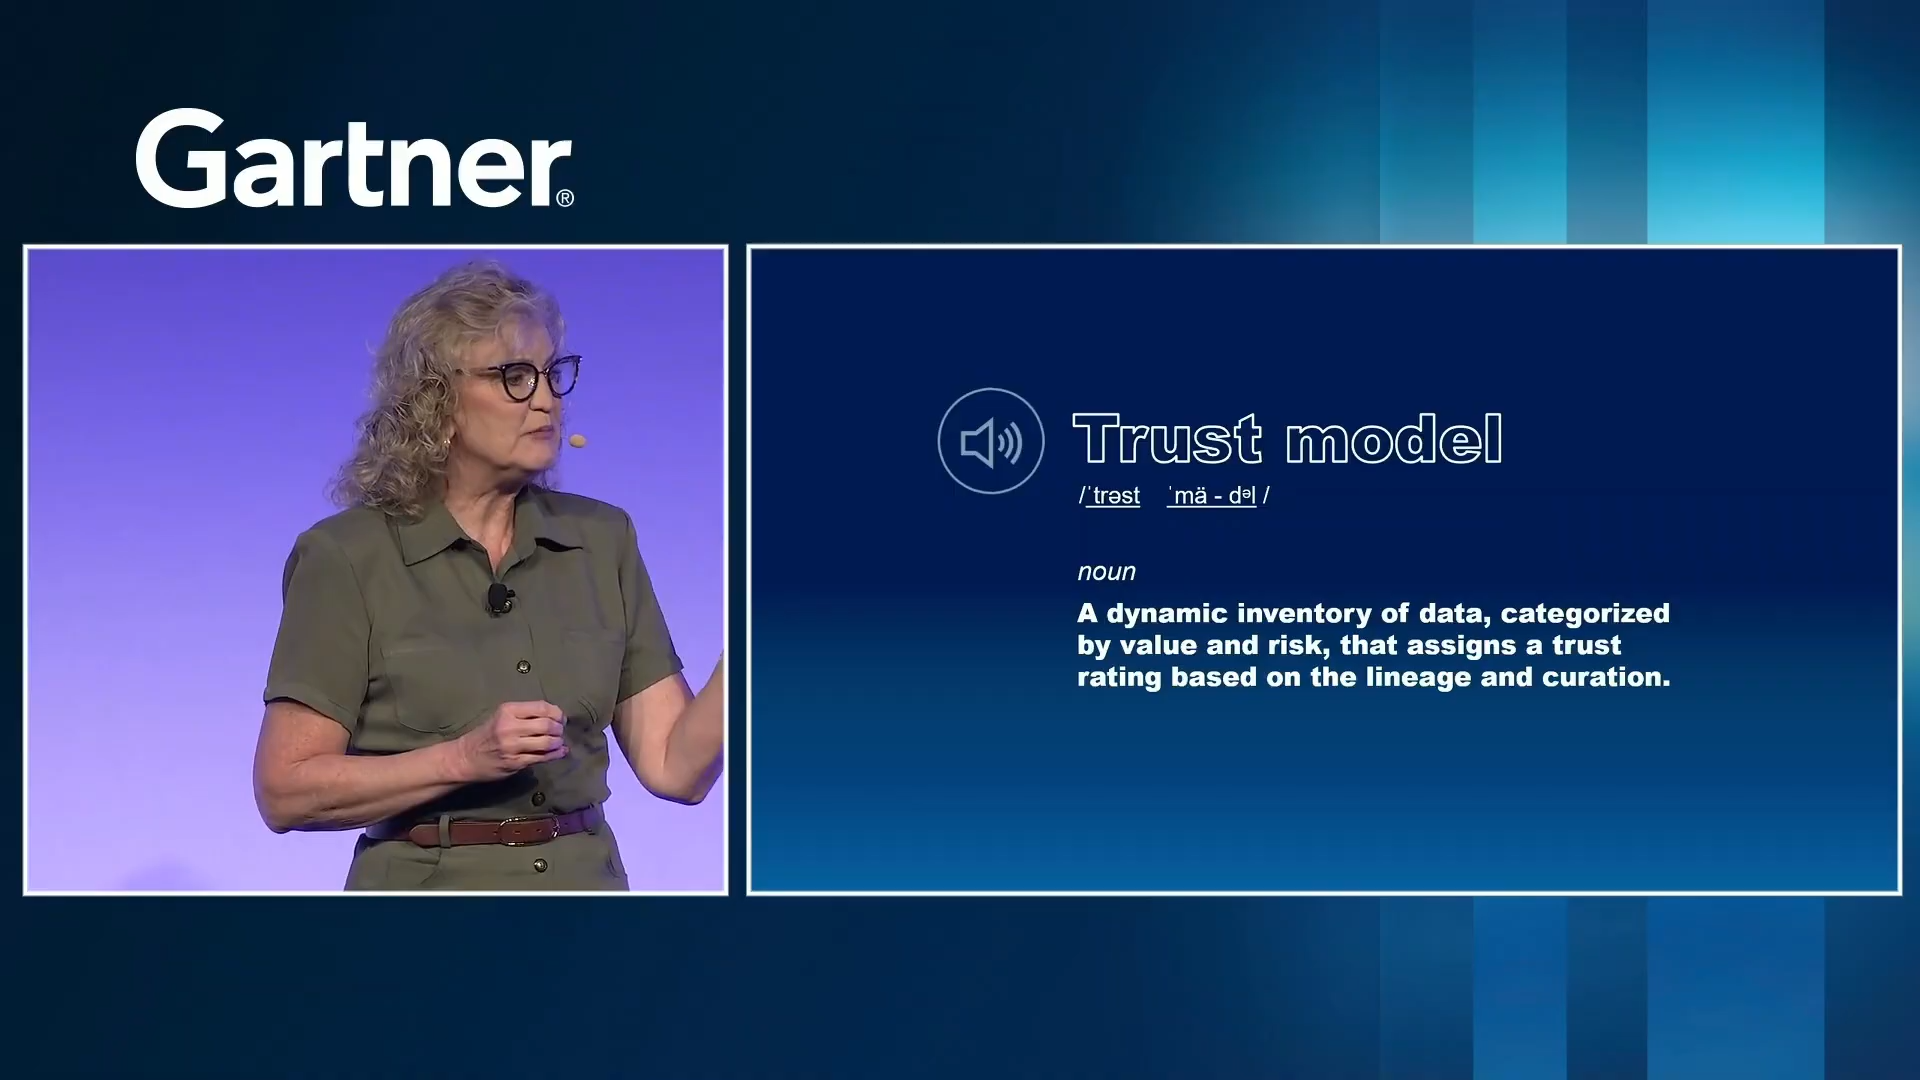 Gartner®
Trust model
/ˈtrəst ˈmä - dᵊl /
noun
A dynamic inventory of data, categorized
by value and risk, that assigns a trust
rating based on the lineage and curation.